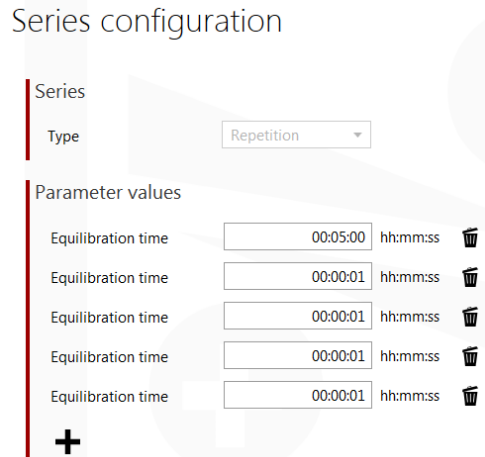 Series configuration
Series
Type Repetition
Parameter values
Equilibration time 00:05:00 hh:mm:ss
Equilibration time 00:00:01 hh:mm:ss
Equilibration time 00:00:01 hh:mm:ss
Equilibration time 00:00:01 hh:mm:ss
Equilibration time 00:00:01 hh:mm:ss